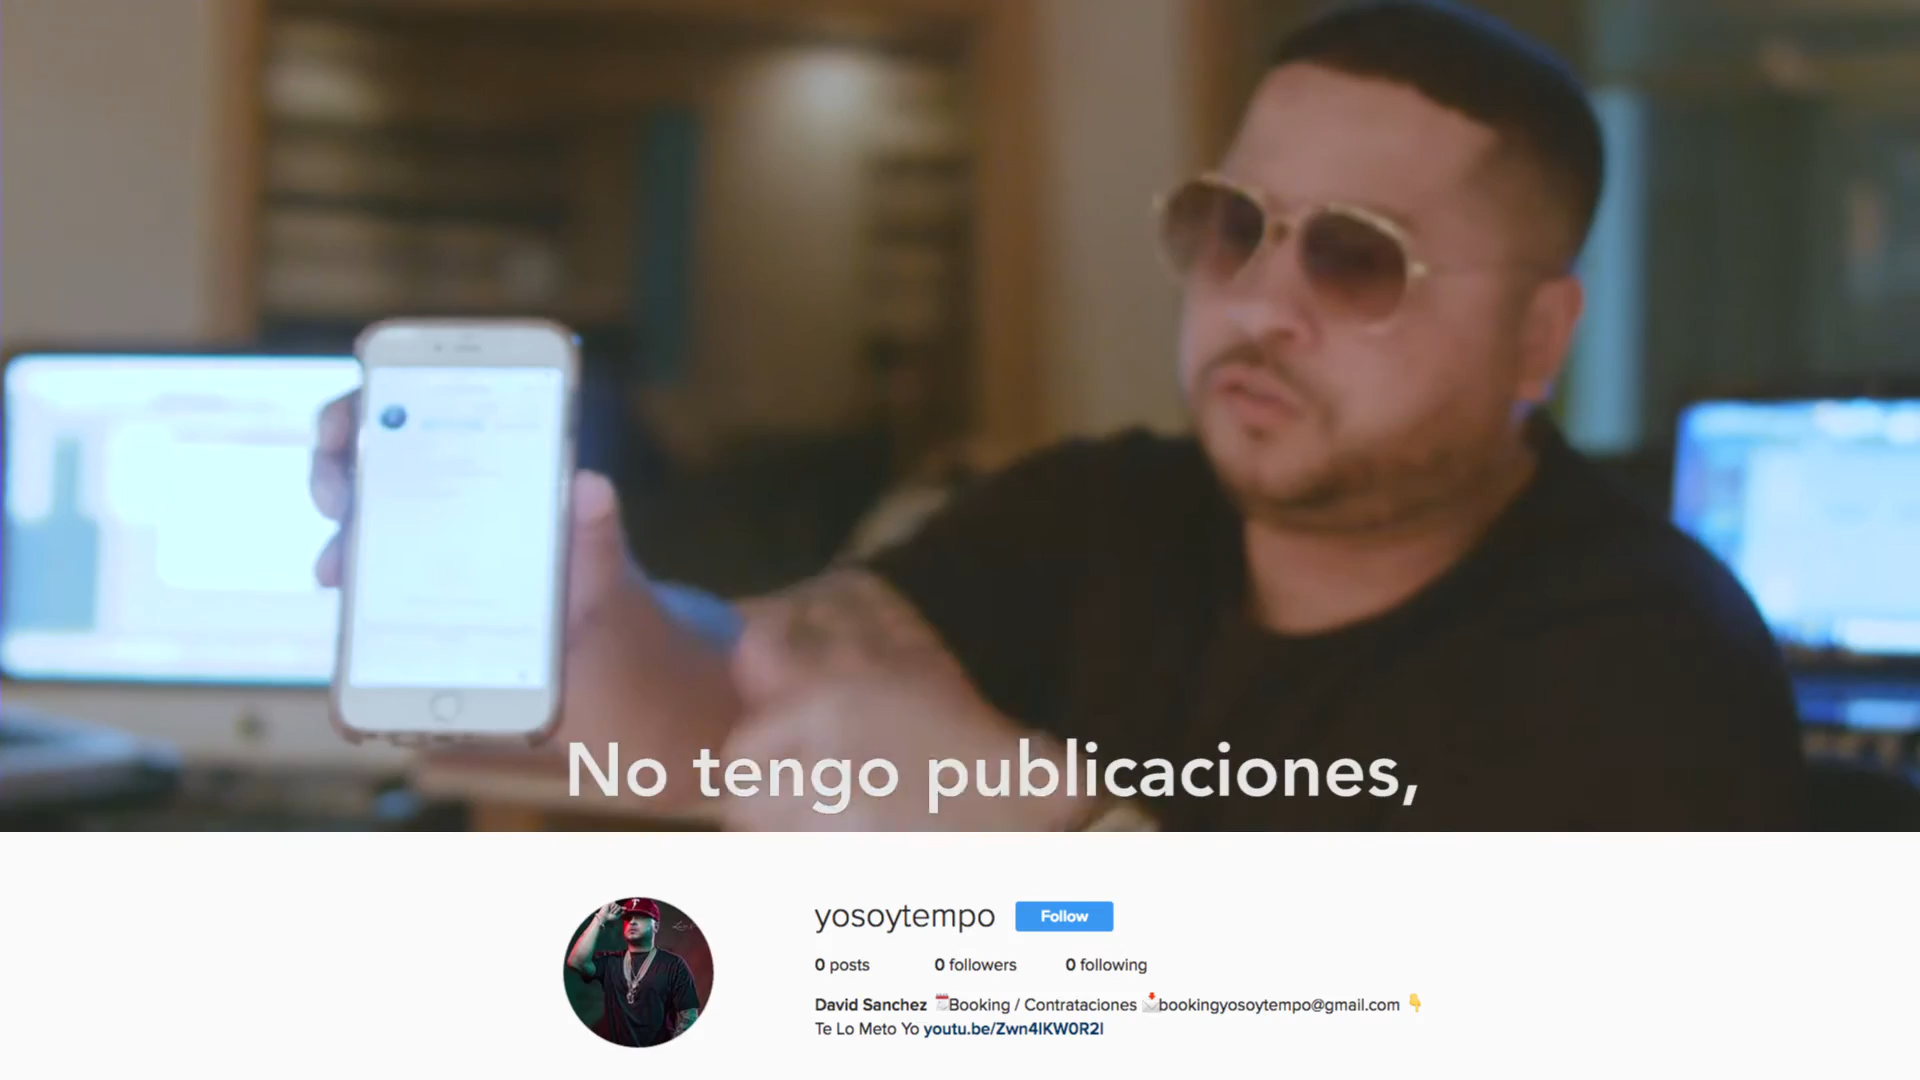 No tengo publicaciones,
yosoytempo Follow
0 posts 0 followers 0 following
David Sanchez 🗓Booking / Contrataciones 📩bookingyosoytempo@gmail.com 👇
Te Lo Meto Yo youtu.be/Zwn4lKW0R2I